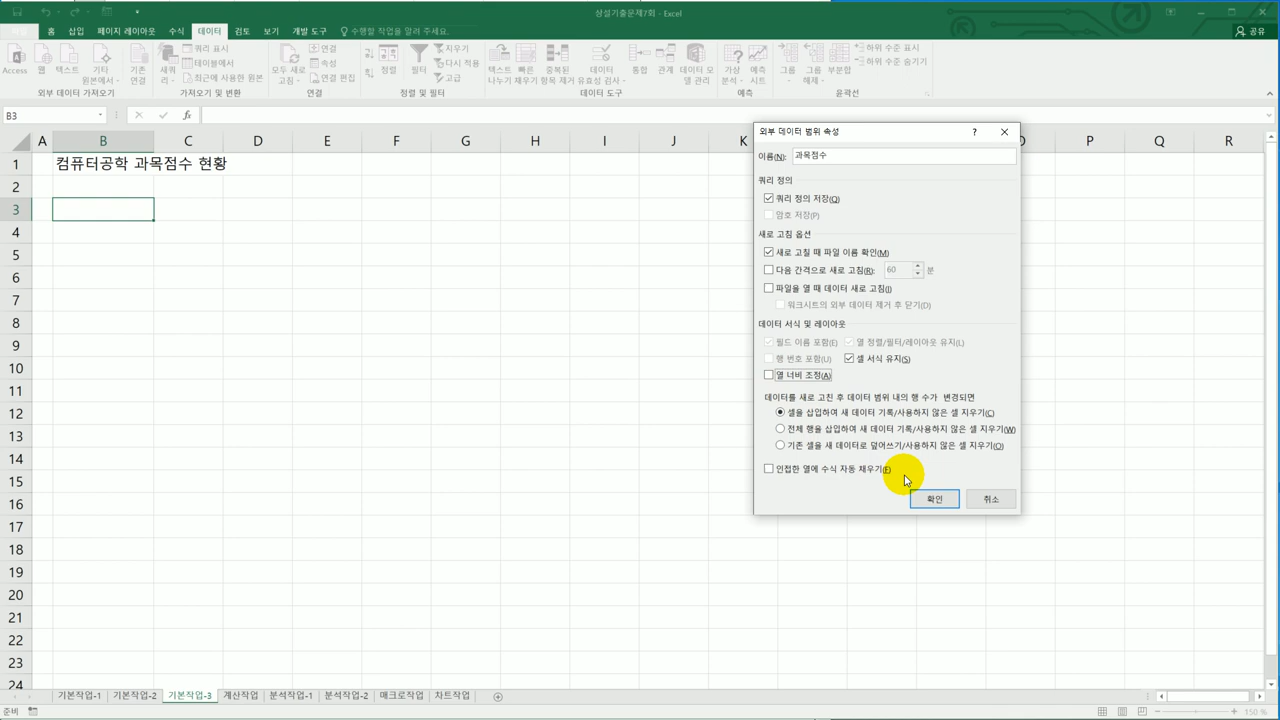 상설기출문제7회 - Excel
파일 홈 삽입 페이지 레이아웃 수식 데이터 검토 보기 개발 도구 수행할 작업을 알려 주세요. 공유
Access 웹 텍스트 기타 원본에서 기존 연결
외부 데이터 가져오기
새 쿼리 쿼리 표시 테이블에서 최근에 사용한 원본
가져오기 및 변환
모두 새로 고침 연결 속성 연결 편집
연결
정렬 필터 지우기 다시 적용 고급
정렬 및 필터
텍스트 나누기 빠른 채우기 중복된 항목 제거 데이터 유효성 검사 통합 관계 데이터 모델 관리
데이터 도구
가상 분석 예측 시트
예측
그룹 그룹 해제 부분합 하위 수준 표시 하위 수준 숨기기
윤곽선
B3 fx
A B C D E F G H I J K P Q R
1 컴퓨터공학 과목점수 현황
2
3
4
5
6
7
8
9
10
11
12
13
14
15
16
17
18
19
20
21
22
23
24
외부 데이터 범위 속성 ?
이름(N): 과목점수
쿼리 정의
쿼리 정의 저장(Q)
암호 저장(P)
새로 고침 옵션
새로 고칠 때 파일 이름 확인(M)
다음 간격으로 새로 고침(R): 60 분
파일을 열 때 데이터 새로 고침(I)
워크시트의 외부 데이터 제거 후 닫기(D)
데이터 서식 및 레이아웃
필드 이름 포함(E) 열 정렬/필터/레이아웃 유지(L)
행 번호 포함(U) 셀 서식 유지(S)
열 너비 조정(A)
데이터를 새로 고친 후 데이터 범위 내의 행 수가 변경되면
셀을 삽입하여 새 데이터 기록/사용하지 않은 셀 지우기(C)
전체 행을 삽입하여 새 데이터 기록/사용하지 않은 셀 지우기(W)
기존 셀을 새 데이터로 덮어쓰기/사용하지 않은 셀 지우기(O)
인접한 열에 수식 자동 채우기(F)
확인 취소
기본작업-1 기본작업-2 기본작업-3 계산작업 분석작업-1 분석작업-2 매크로작업 차트작업
준비 150 %